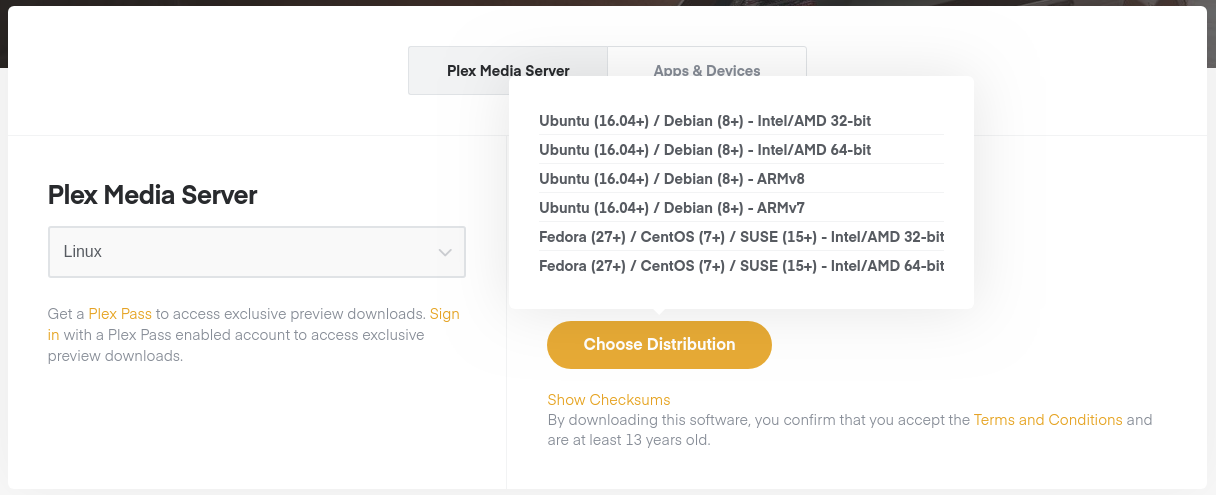 Plex Media Server
Apps & Devices
Ubuntu (16.04+) / Debian (8+) - Intel/AMD 32-bit
Ubuntu (16.04+) / Debian (8+) - Intel/AMD 64-bit
Ubuntu (16.04+) / Debian (8+) - ARMv8
Ubuntu (16.04+) / Debian (8+) - ARMv7
Fedora (27+) / CentOS (7+) / SUSE (15+) - Intel/AMD 32-bit
Fedora (27+) / CentOS (7+) / SUSE (15+) - Intel/AMD 64-bit
Plex Media Server
Linux
Get a Plex Pass to access exclusive preview downloads. Sign
in with a Plex Pass enabled account to access exclusive
preview downloads.
Choose Distribution
Show Checksums
By downloading this software, you confirm that you accept the Terms and Conditions and
are at least 13 years old.